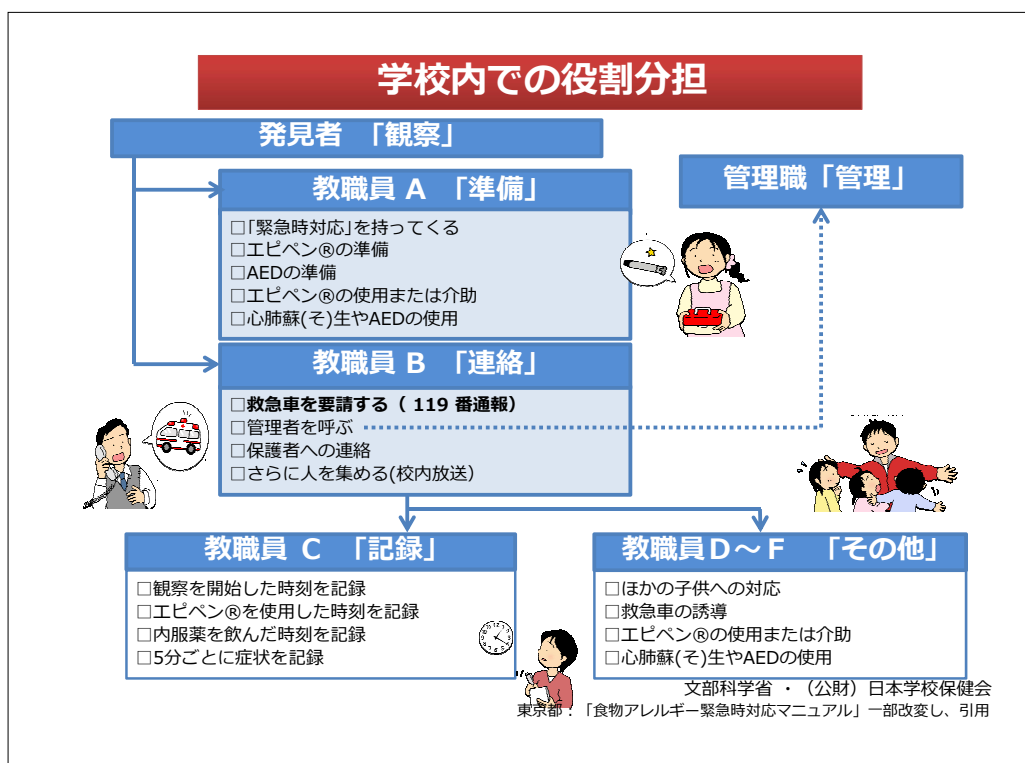 学校内での役割分担
発見者 「観察」
教職員 A 「準備」
□｢緊急時対応｣を持ってくる
□エピペン®の準備
□AEDの準備
□エピペン®の使用または介助
□心肺蘇(そ)生やAEDの使用
管理職「管理」
教職員 B 「連絡」
□救急車を要請する（ 119 番通報）
□管理者を呼ぶ
□保護者への連絡
□さらに人を集める(校内放送）
教職員 C 「記録」
□観察を開始した時刻を記録
□エピペン®を使用した時刻を記録
□内服薬を飲んだ時刻を記録
□5分ごとに症状を記録
教職員D～F 「その他」
□ほかの子供への対応
□救急車の誘導
□エピペン®の使用または介助
□心肺蘇(そ)生やAEDの使用
文部科学省 ・（公財）日本学校保健会
東京都：「食物アレルギー緊急時対応マニュアル」一部改変し、引用